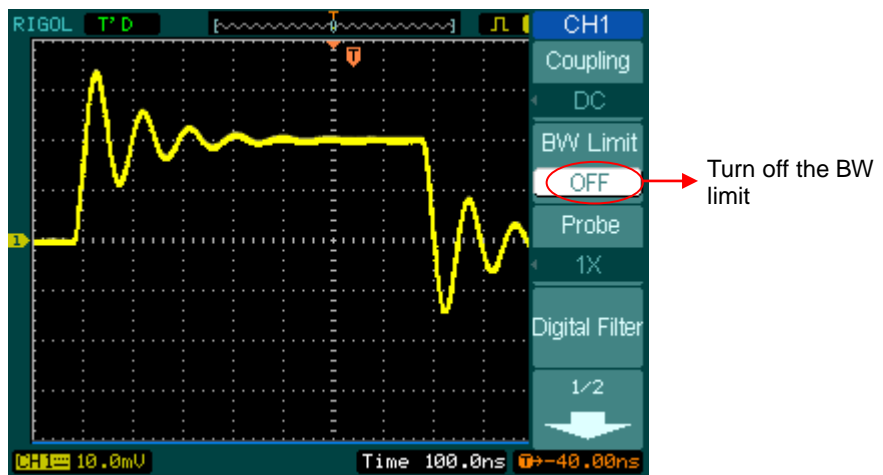 RIGOL T'D T CH1
T
Coupling
DC
BW Limit
OFF
Turn off the BW
limit
Probe
1
1X
Digital Filter
1/2
CH1 10.0mV Time 100.0ns T→-40.00ns